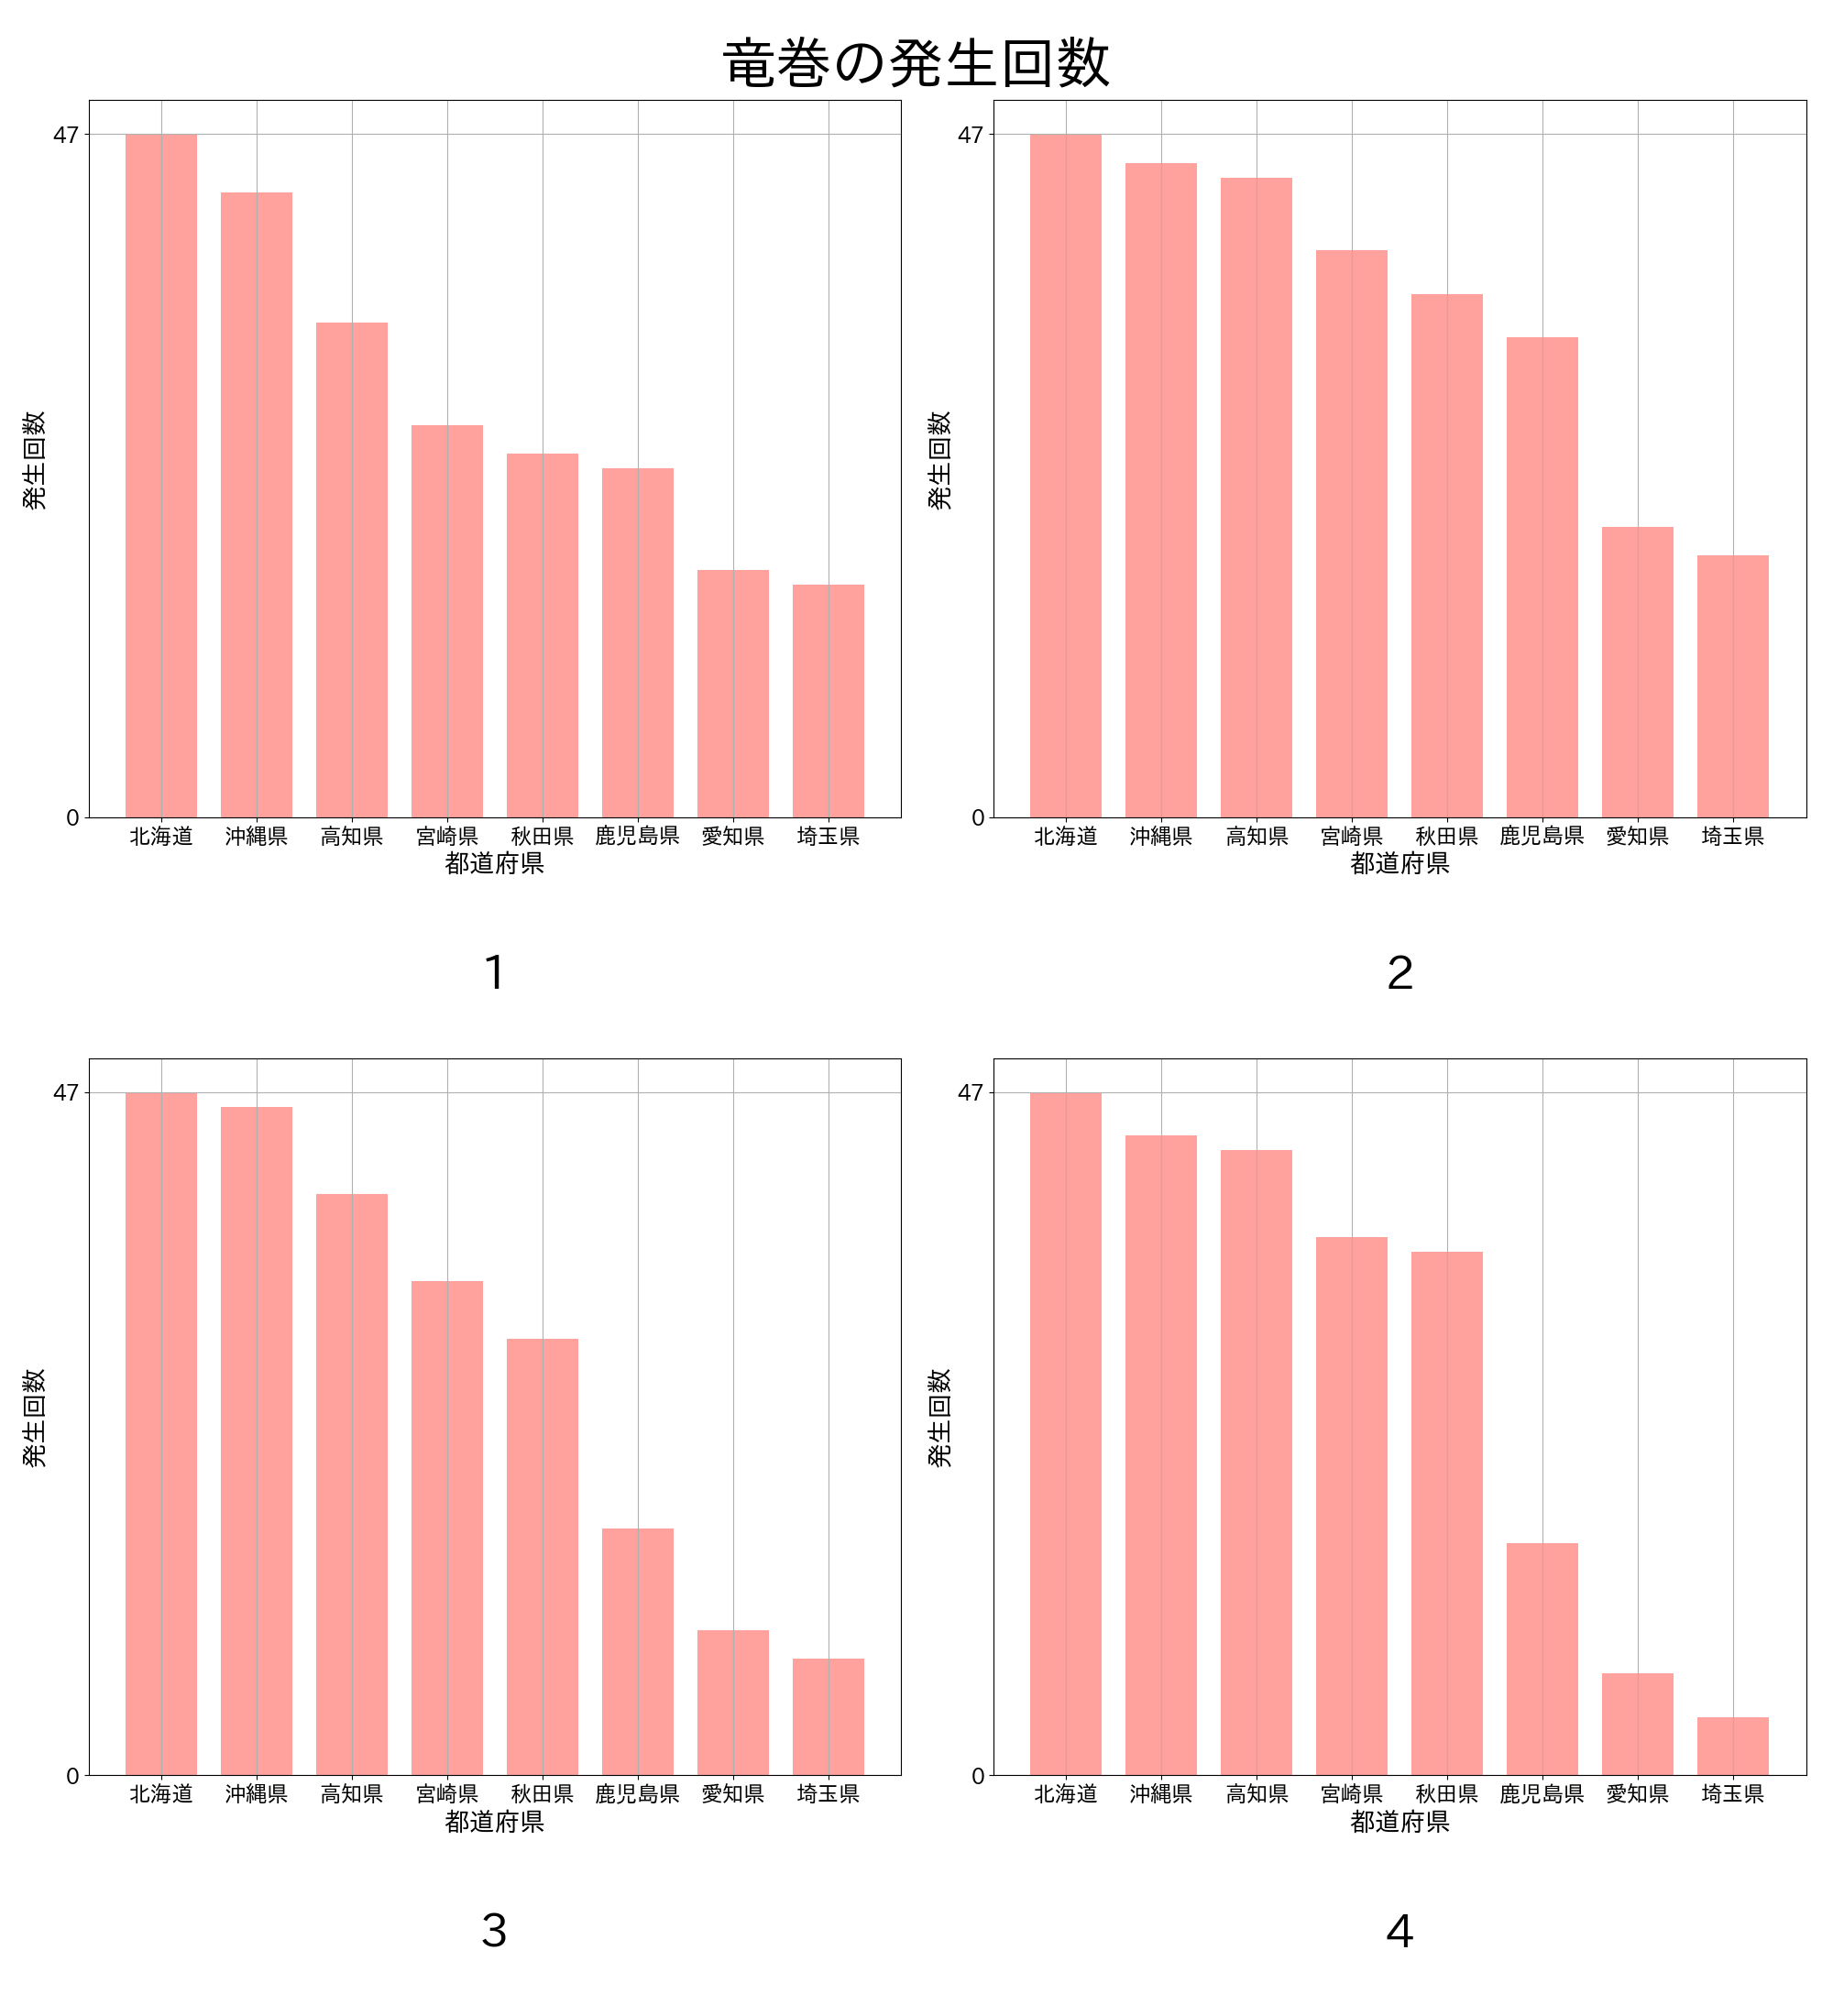 竜巻の発生回数
47
0
発生回数
北海道 沖縄県 高知県 宮崎県 秋田県 鹿児島県 愛知県 埼玉県
都道府県
1
47
0
発生回数
北海道 沖縄県 高知県 宮崎県 秋田県 鹿児島県 愛知県 埼玉県
都道府県
2
47
0
発生回数
北海道 沖縄県 高知県 宮崎県 秋田県 鹿児島県 愛知県 埼玉県
都道府県
3
47
0
発生回数
北海道 沖縄県 高知県 宮崎県 秋田県 鹿児島県 愛知県 埼玉県
都道府県
4